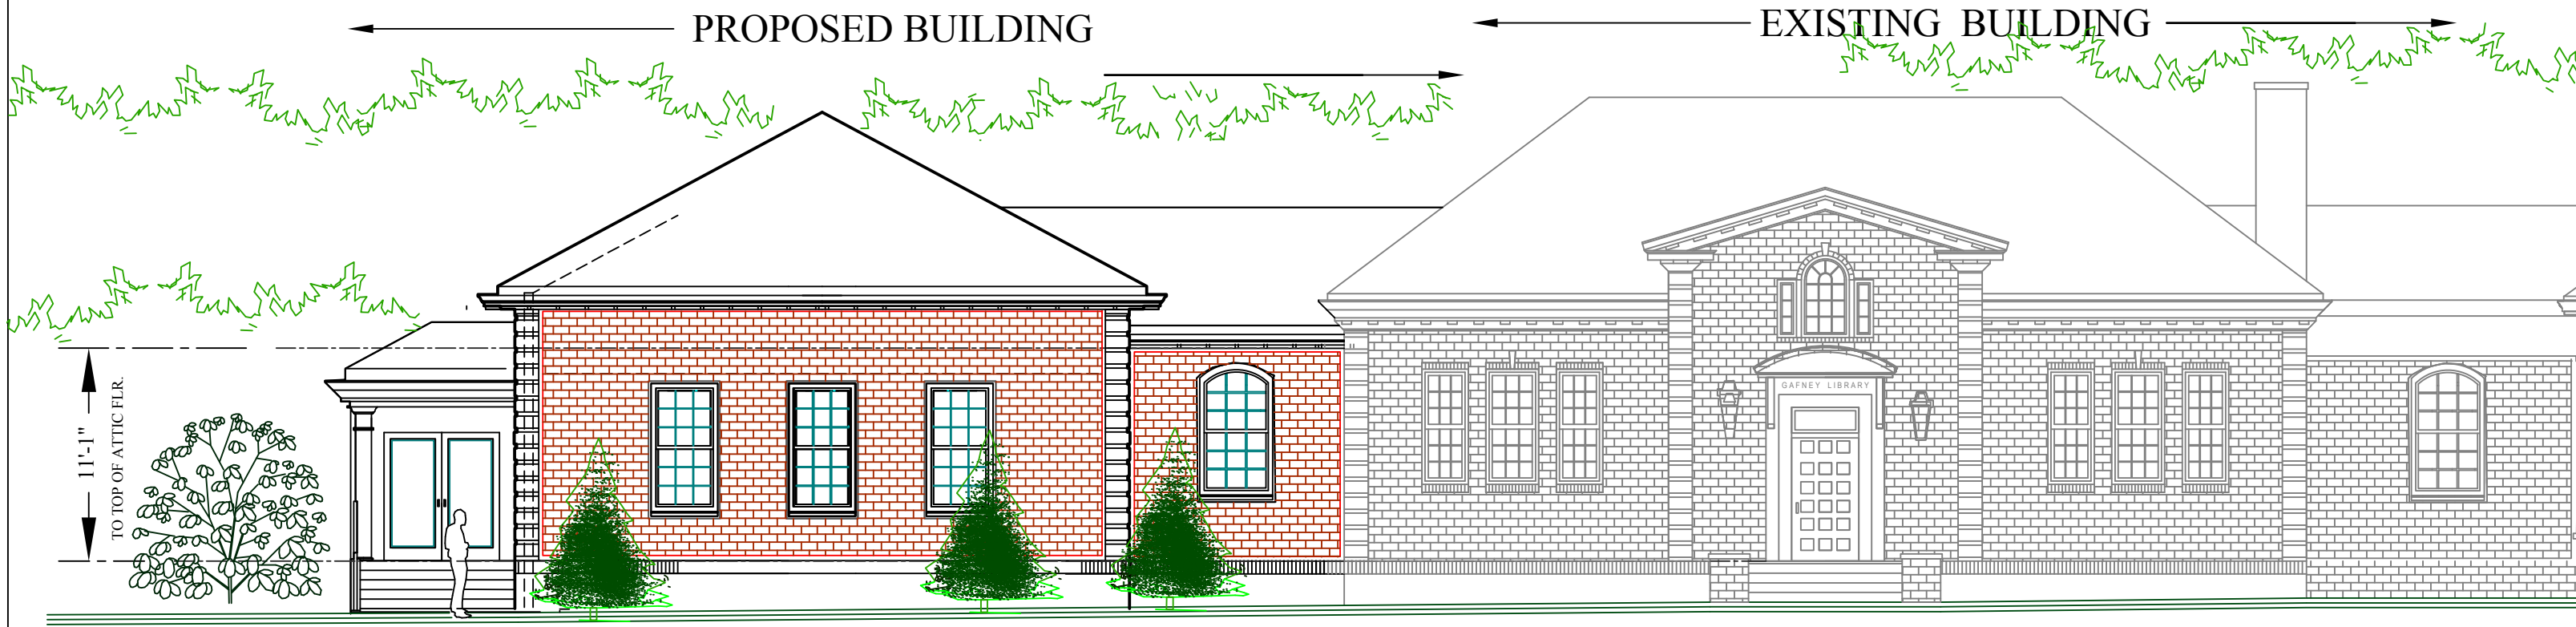 PROPOSED BUILDING
EXISTING BUILDING
11'-1"
TO TOP OF ATTIC FLR.
GAFNEY LIBRARY